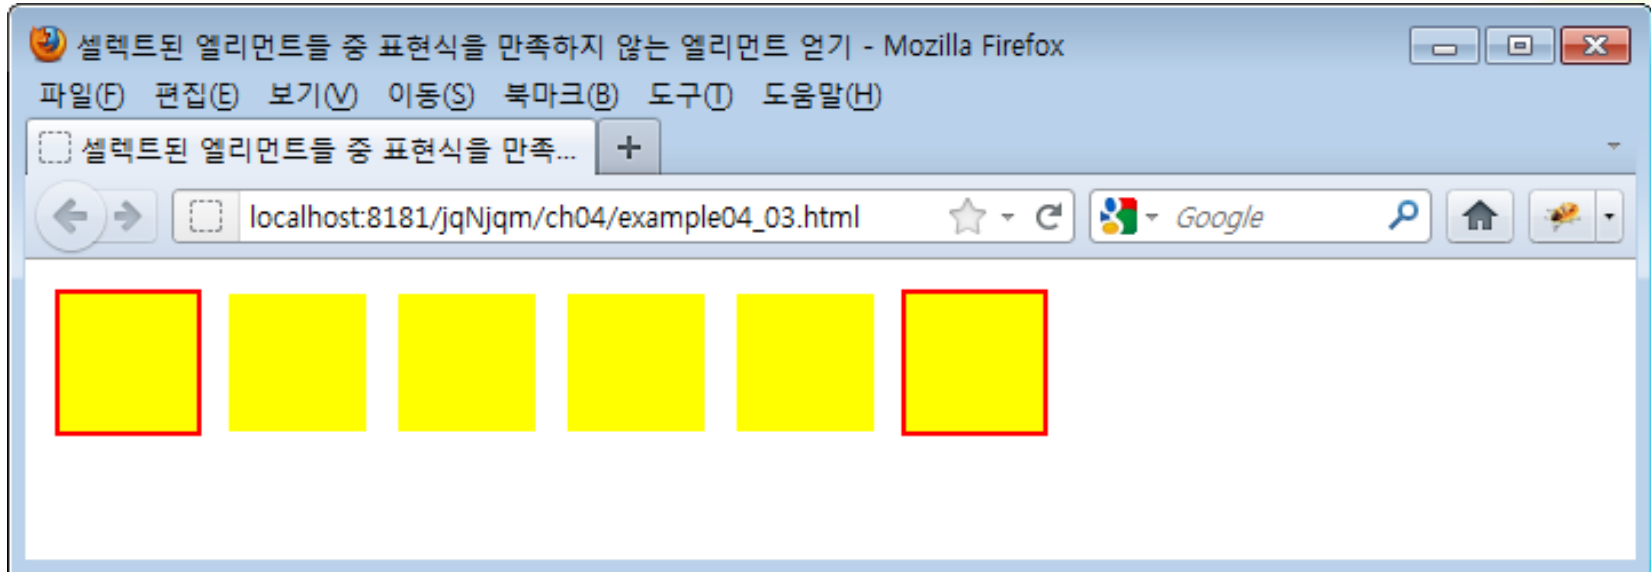 셀렉트된 엘리먼트들 중 표현식을 만족하지 않는 엘리먼트 얻기 - Mozilla Firefox
파일(F) 편집(E) 보기(V) 이동(S) 북마크(B) 도구(T) 도움말(H)
셀렉트된 엘리먼트들 중 표현식을 만족... +
localhost:8181/jqNjqm/ch04/example04_03.html Google